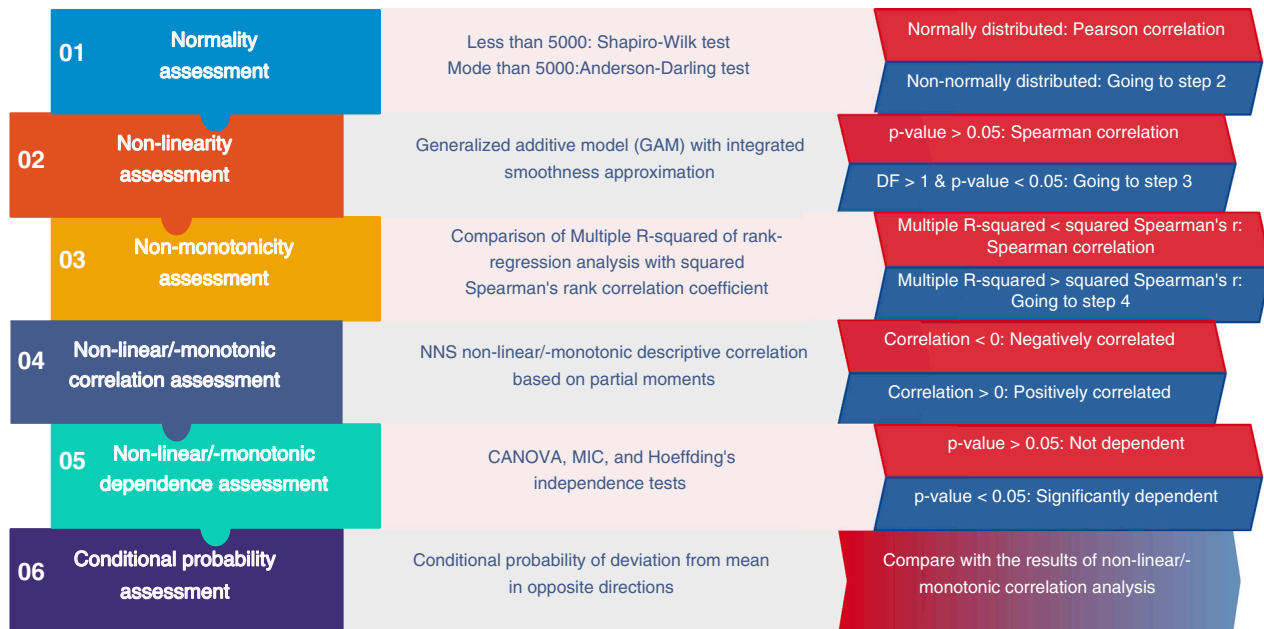 01
Normality
assessment
Less than 5000: Shapiro-Wilk test
Mode than 5000:Anderson-Darling test
Normally distributed: Pearson correlation
Non-normally distributed: Going to step 2
02
Non-linearity
assessment
Generalized additive model (GAM) with integrated
smoothness approximation
p-value > 0.05: Spearman correlation
DF > 1 & p-value < 0.05: Going to step 3
03
Non-monotonicity
assessment
Comparison of Multiple R-squared of rank-
regression analysis with squared
Spearman's rank correlation coefficient
Multiple R-squared < squared Spearman's r:
Spearman correlation
Multiple R-squared > squared Spearman's r:
Going to step 4
04
Non-linear/-monotonic
correlation assessment
NNS non-linear/-monotonic descriptive correlation
based on partial moments
Correlation < 0: Negatively correlated
Correlation > 0: Positively correlated
05
Non-linear/-monotonic
dependence assessment
CANOVA, MIC, and Hoeffding's
independence tests
p-value > 0.05: Not dependent
p-value < 0.05: Significantly dependent
06
Conditional probability
assessment
Conditional probability of deviation from mean
in opposite directions
Compare with the results of non-linear/-
monotonic correlation analysis